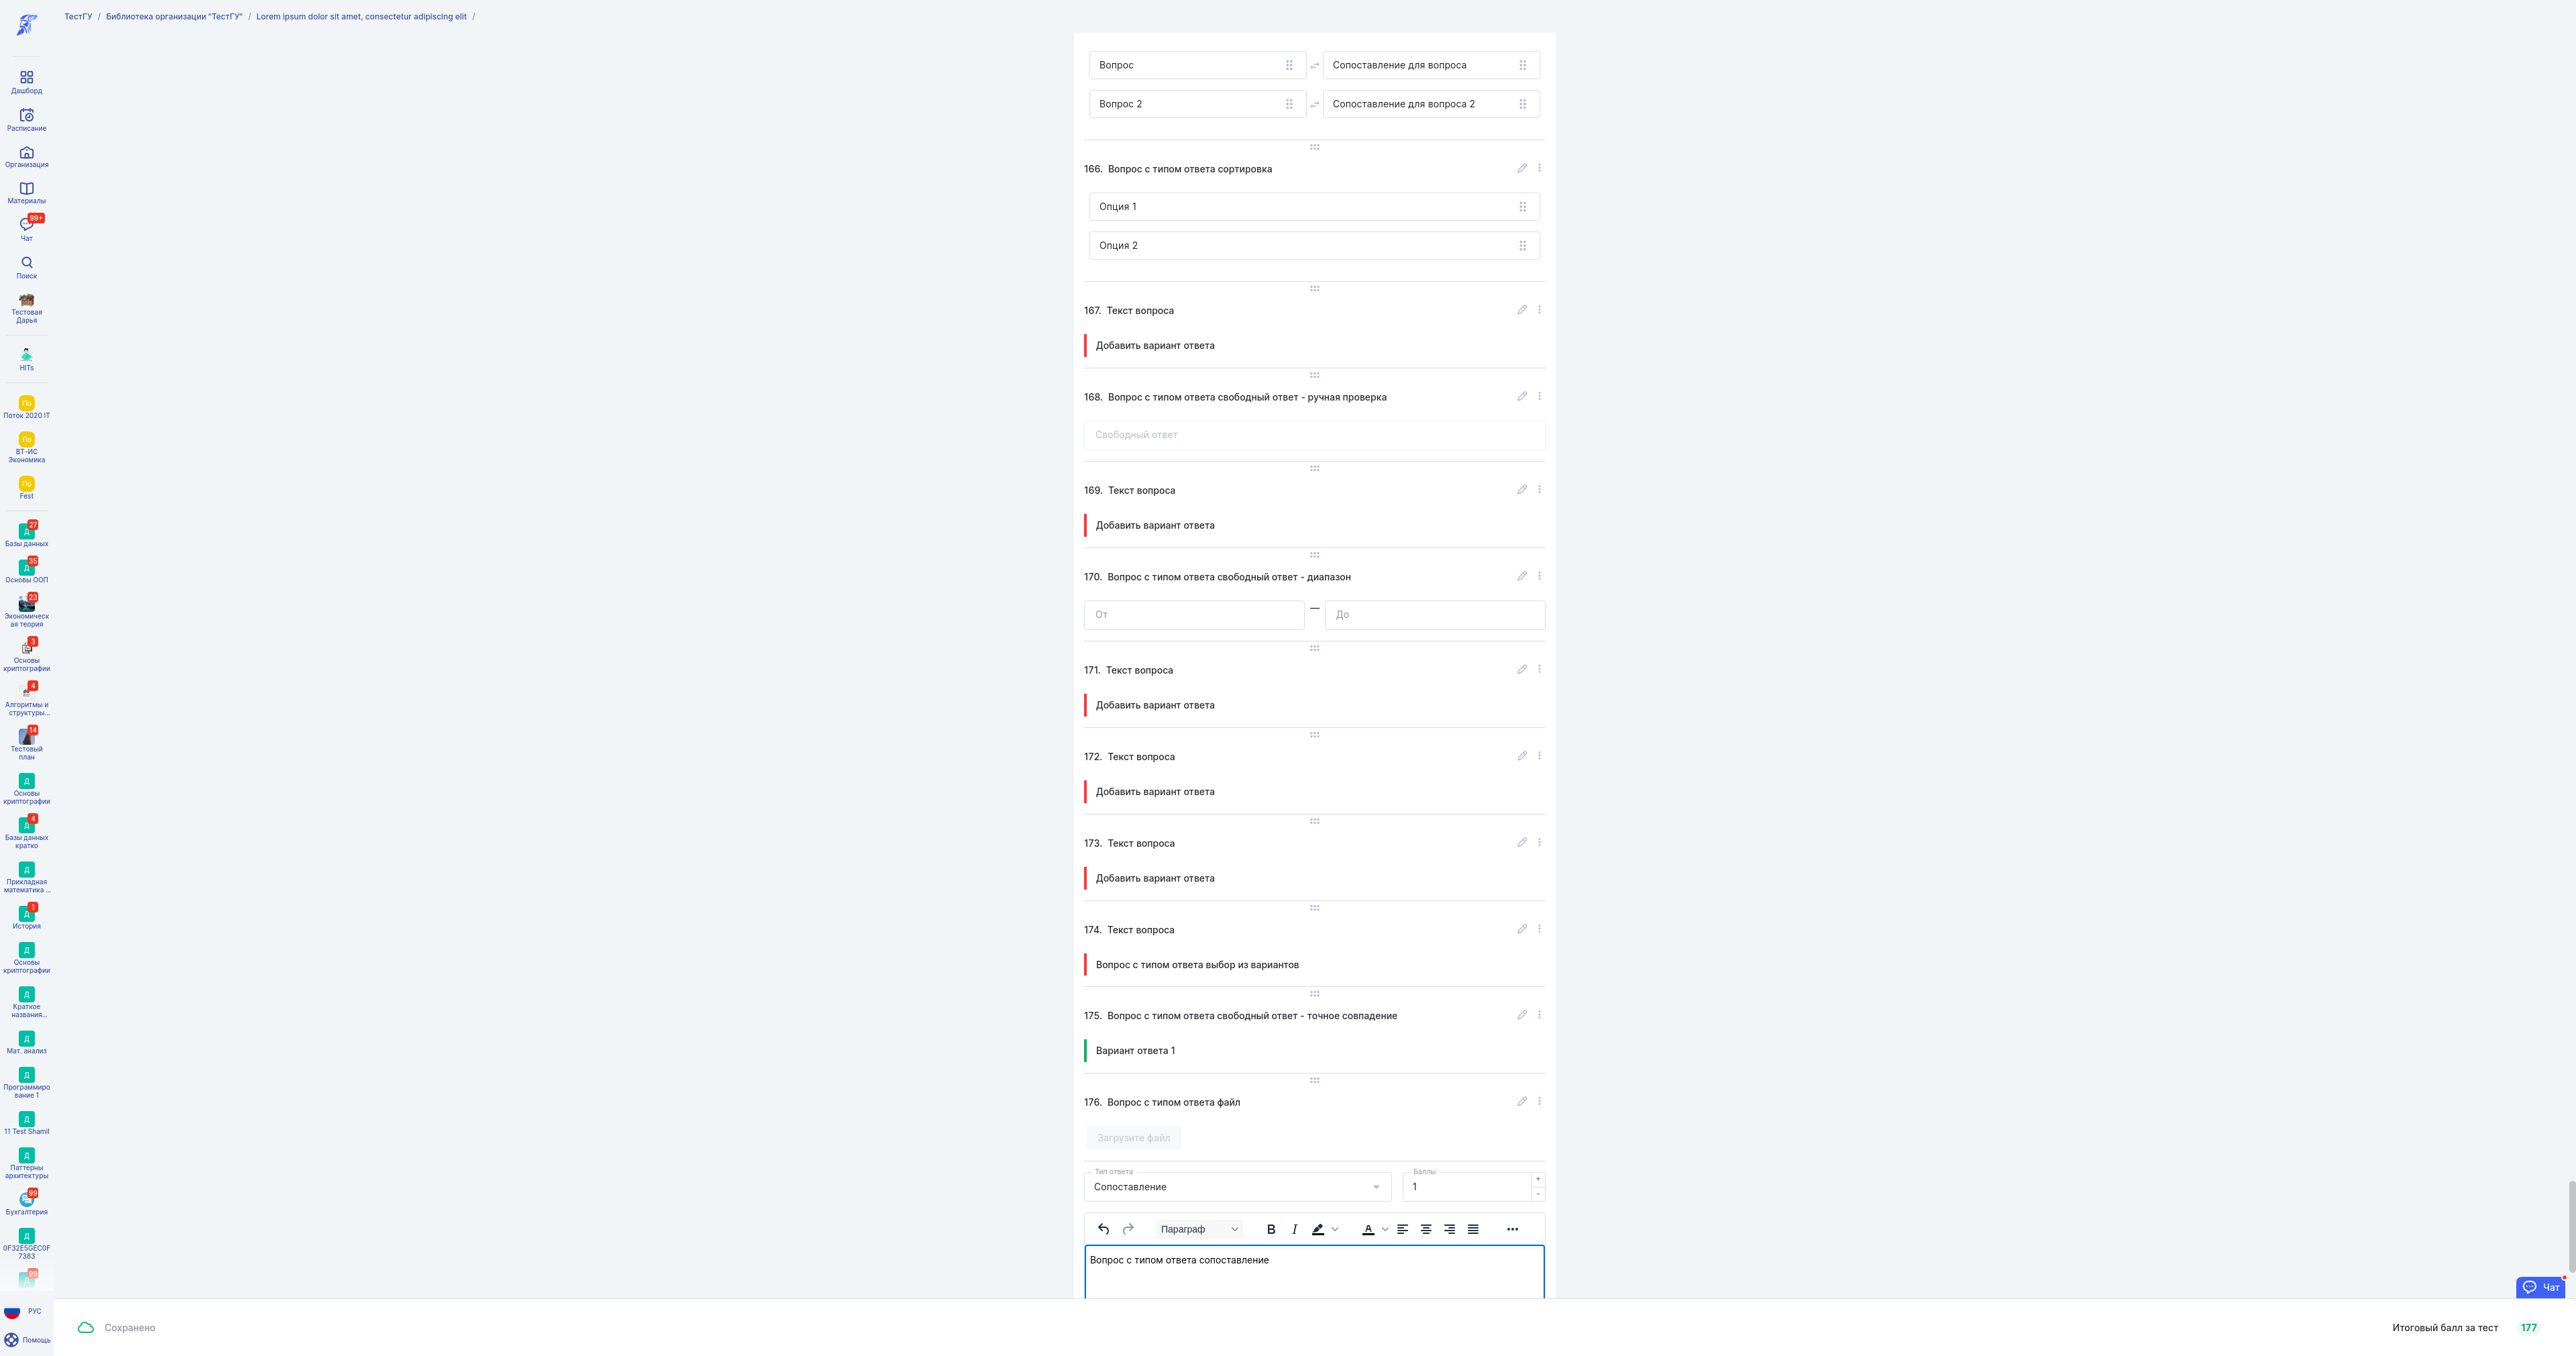 ТестГУ / Библиотека организации "ТестГУ" / Lorem ipsum dolor sit amet, consectetur adipiscing elit /
Дашборд
Расписание
Организация
Материалы
99+
Чат
Поиск
Тестовая
Дарья
HITs
По
Поток 2020 IT
По
ВТ-ИС
Экономика
По
Fest
27
Д
Базы данных
35
Д
Основы ООП
23
Экономическ
ая теория
3
Основы
криптографии
4
Алгоритмы и
структуры...
14
Тестовый
план
Д
Основы
криптографии
4
Д
Базы данных
кратко
Д
Прикладная
математика ...
1
Д
История
Д
Основы
криптографии
Д
Краткое
названия...
Д
Мат. анализ
Д
Программиро
вание 1
Д
11 Test Shamil
Д
Паттерны
архитектуры
99
Бухгалтерия
Д
0F32E5GEC0F
7383
99
Д
РУС
Помощь
Вопрос Сопоставление для вопроса
Вопрос 2 Сопоставление для вопроса 2
166. Вопрос с типом ответа сортировка
Опция 1
Опция 2
167. Текст вопроса
Добавить вариант ответа
168. Вопрос с типом ответа свободный ответ - ручная проверка
Свободный ответ
169. Текст вопроса
Добавить вариант ответа
170. Вопрос с типом ответа свободный ответ - диапазон
От — До
171. Текст вопроса
Добавить вариант ответа
172. Текст вопроса
Добавить вариант ответа
173. Текст вопроса
Добавить вариант ответа
174. Текст вопроса
Вопрос с типом ответа выбор из вариантов
175. Вопрос с типом ответа свободный ответ - точное совпадение
Вариант ответа 1
176. Вопрос с типом ответа файл
Загрузите файл
Тип ответа Баллы
Сопоставление 1 + -
Параграф B I A
Вопрос с типом ответа сопоставление
Чат
Сохранено Итоговый балл за тест 177